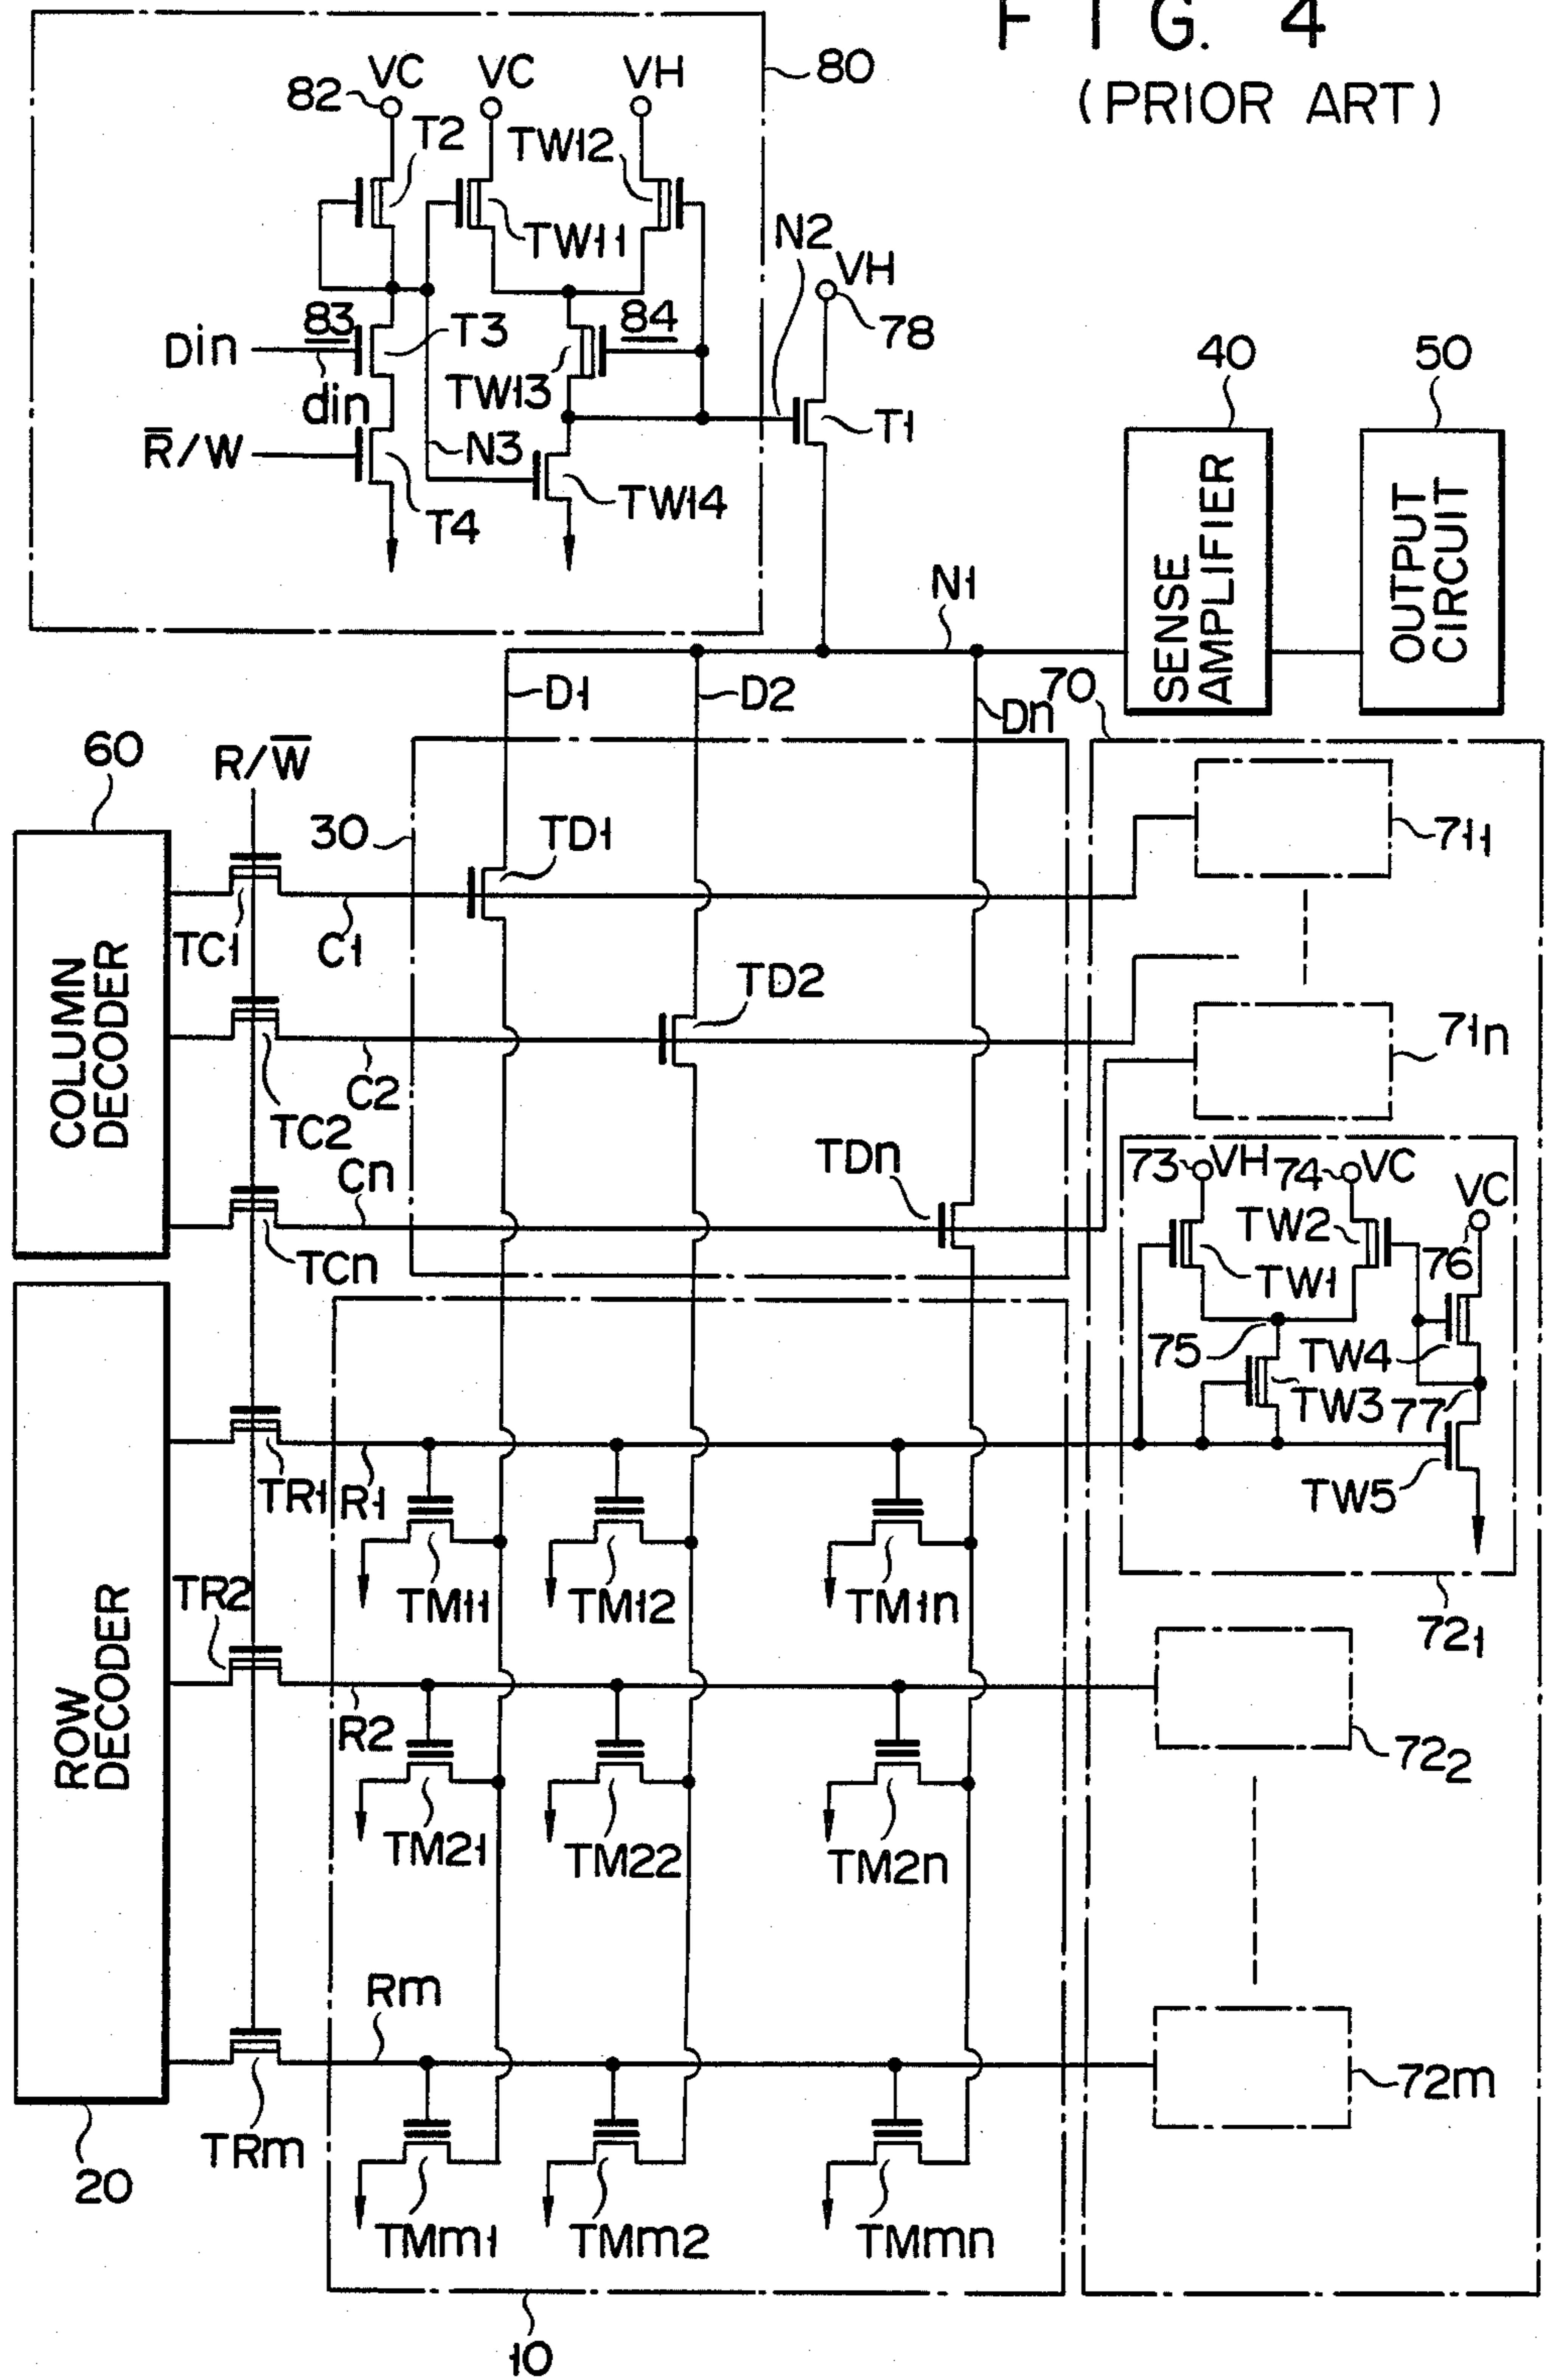 FIG. 4
(PRIOR ART)
80
VC
VC
VH
82
T2
TW12
TW11
N2
VH
78
Din
83
din
T3
84
TW13
T1
R̅/W
N3
T4
TW14
40
50
SENSE
AMPLIFIER
OUTPUT
CIRCUIT
N1
D1
D2
Dn
70
60
R/W̅
30
TD1
71₁
COLUMN
DECODER
TC1
C1
TD2
71n
C2
TC2
TDn
Cn
TCn
73
VH
74
VC
VC
TW2
76
TW1
75
TW4
TW3
77
TW5
TR1
R1
TM11
TM12
TM1n
72₁
ROW
DECODER
TR2
R2
72₂
TM21
TM22
TM2n
Rm
72m
TRm
20
TMm1
TMm2
TMmn
10